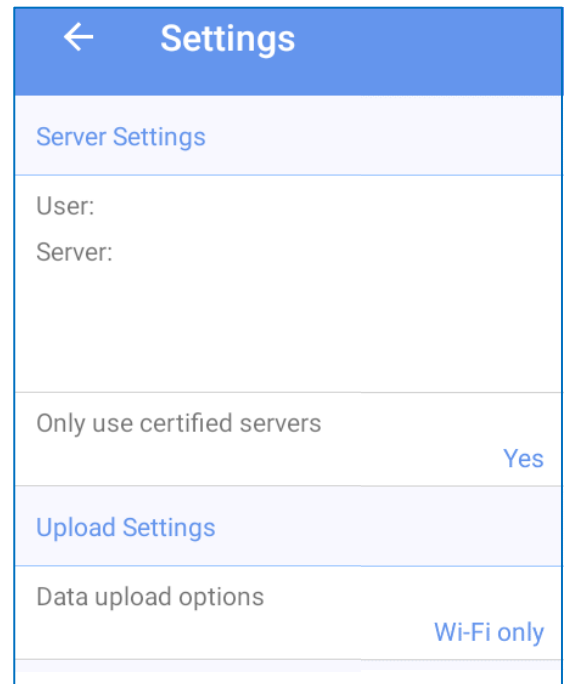 Settings
Server Settings
User:
Server:
Only use certified servers
Yes
Upload Settings
Data upload options
Wi-Fi only